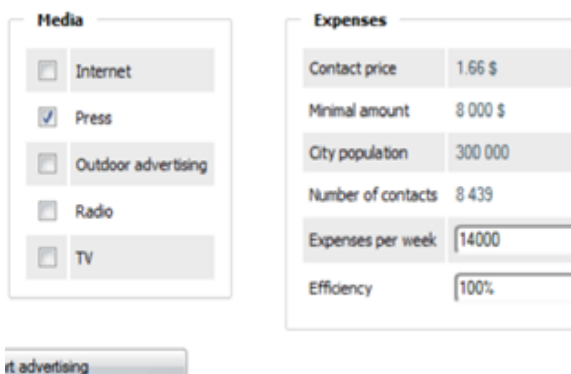 Media
Internet
Press
Outdoor advertising
Radio
TV
Expenses
Contact price 1.66 $
Minimal amount 8 000 $
City population 300 000
Number of contacts 8 439
Expenses per week 14000
Efficiency 100%
advertising